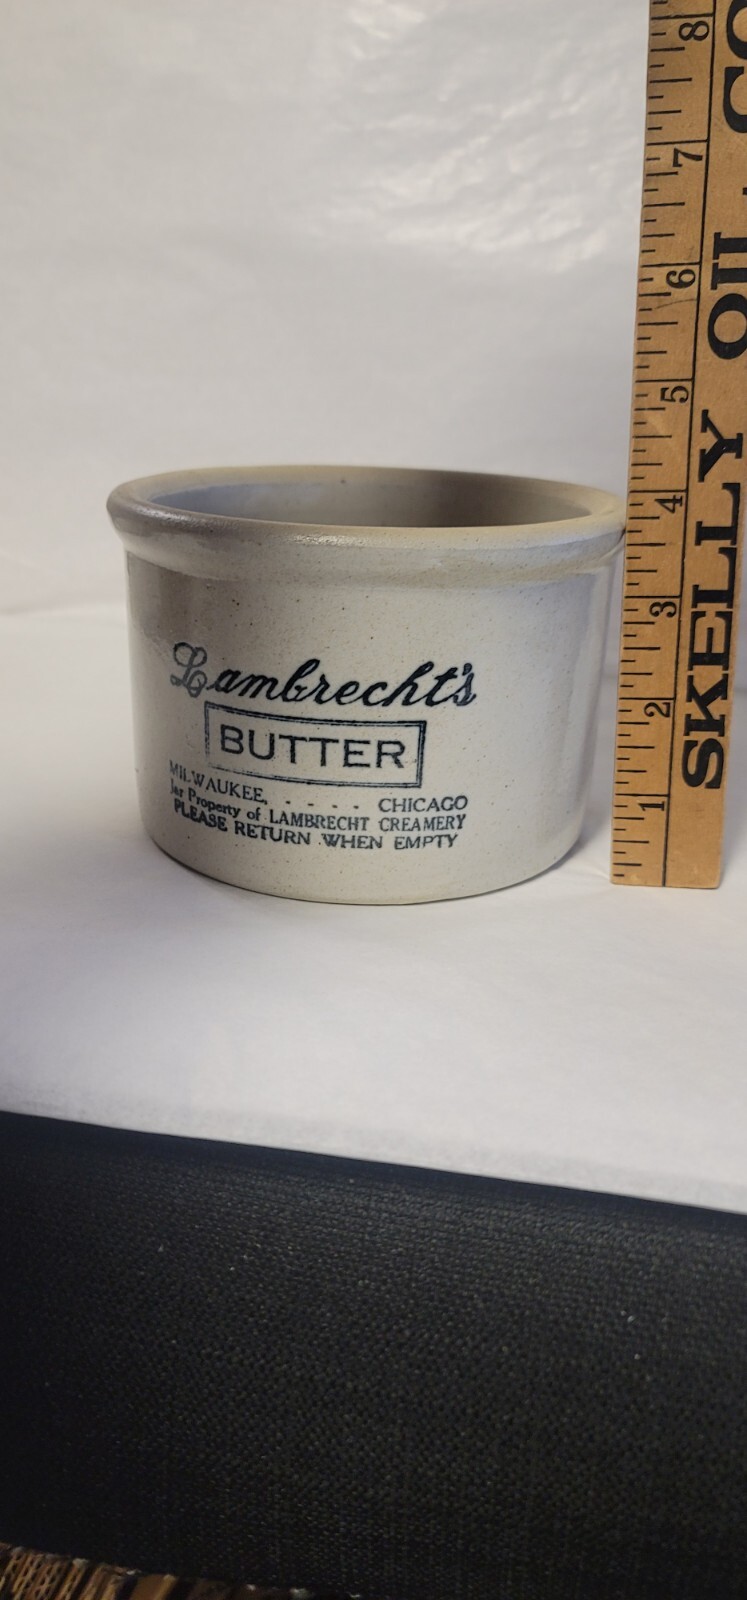 Lambrecht's
BUTTER
MILWAUKEE, - - - - - CHICAGO
Jar Property of LAMBRECHT CREAMERY
PLEASE RETURN WHEN EMPTY
8
7
6
5
4
3
2
1
SKELLY OIL CO